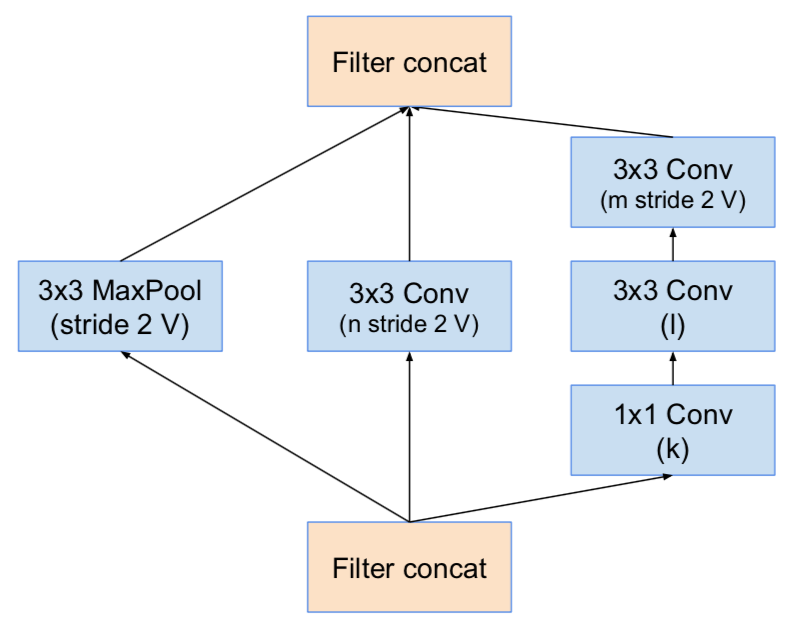 Filter concat
3x3 Conv
(m stride 2 V)
3x3 MaxPool
(stride 2 V)
3x3 Conv
(n stride 2 V)
3x3 Conv
(l)
1x1 Conv
(k)
Filter concat